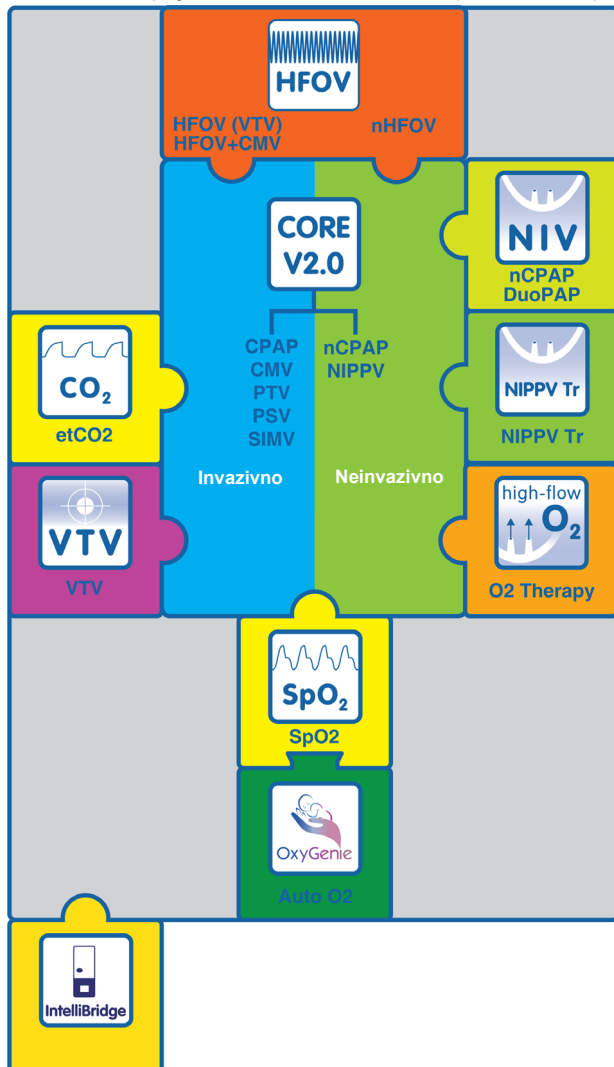 HFOV
HFOV (VTV)
HFOV+CMV
nHFOV
CORE
V2.0
CPAP
CMV
PTV
PSV
SIMV
nCPAP
NIPPV
Invazivno
Neinvazivno
NIV
nCPAP
DuoPAP
CO2
etCO2
NIPPV Tr
NIPPV Tr
VTV
VTV
high-flow
O2
O2 Therapy
SpO2
SpO2
OxyGenie
Auto O2
IntelliBridge